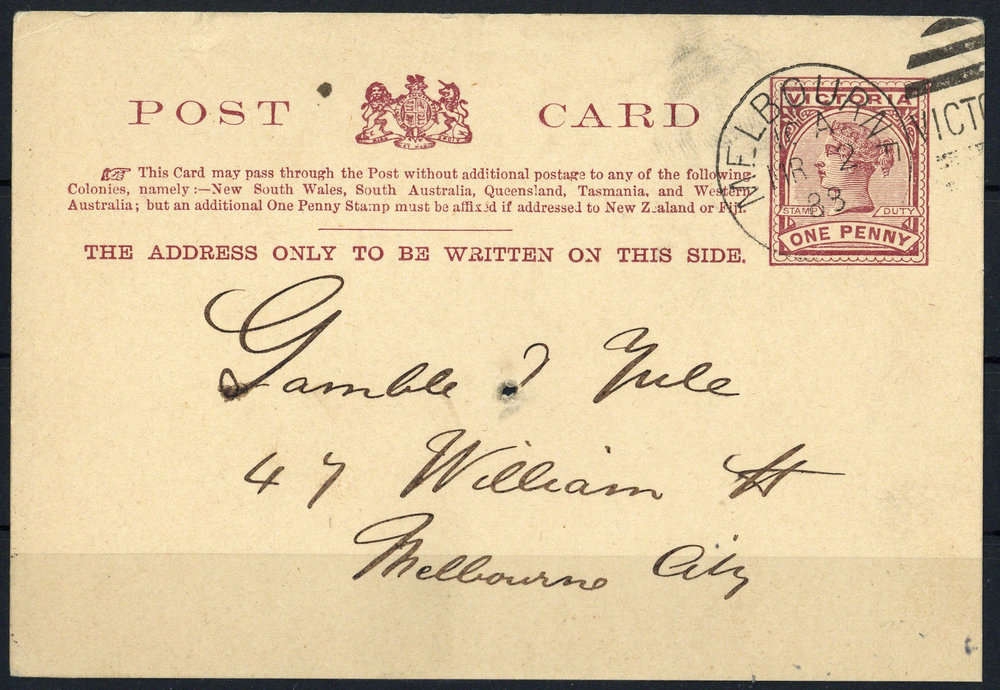 POST CARD
☞ This Card may pass through the Post without additional postage to any of the following
Colonies, namely:—New South Wales, South Australia, Queensland, Tasmania, and Western
Australia; but an additional One Penny Stamp must be affixed if addressed to New Zealand or Fiji.
THE ADDRESS ONLY TO BE WRITTEN ON THIS SIDE.
VICTORIA
STAMP DUTY
ONE PENNY
MELBOURNE
2
88
VICTO
Gamble & Yule
47 William St
Melbourne City